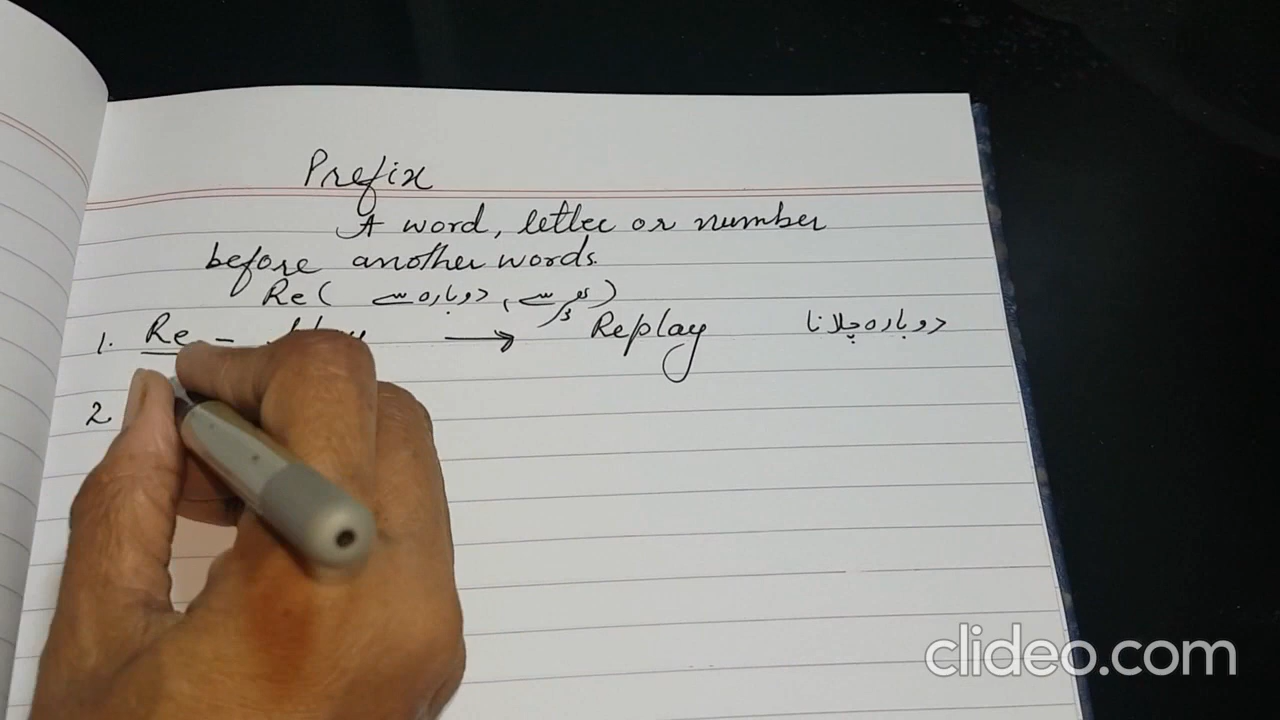 Prefix
A word, letter or number
before another words.
Re ( دوبارہ سے , پھر سے )
1. Re - play → Replay دوبارہ چلانا
2.
clideo.com